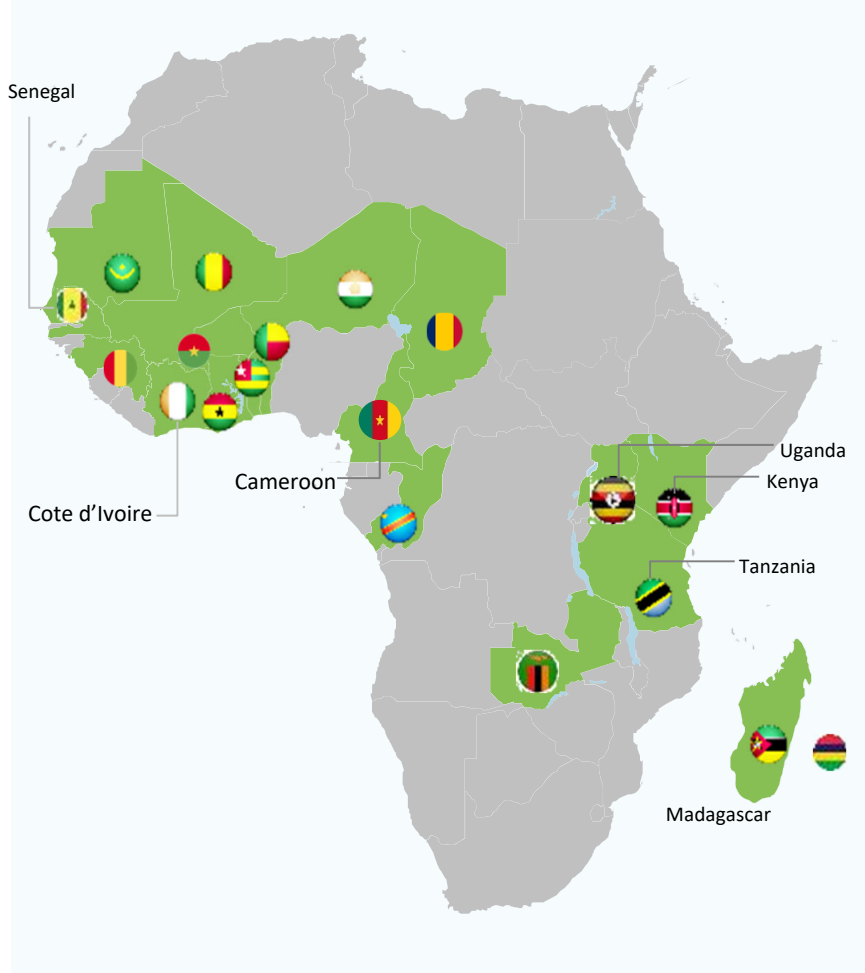 Senegal
Uganda
Kenya
Cameroon
Cote d’Ivoire
Tanzania
Madagascar